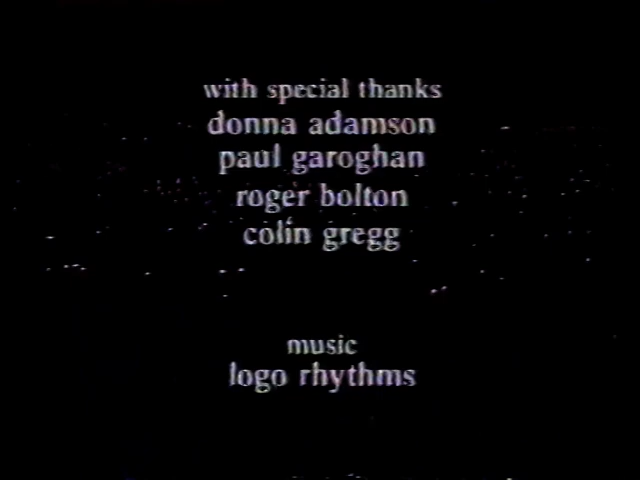 with special thanks
donna adamson
paul garoghan
roger bolton
colin gregg
music
logo rhythms